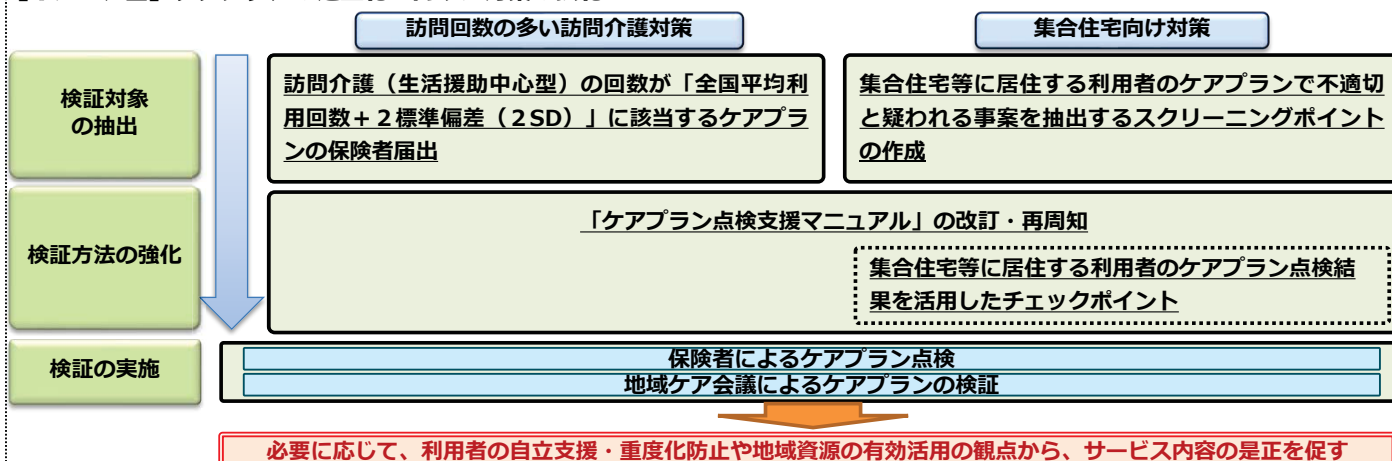 訪問回数の多い訪問介護対策
集合住宅向け対策
検証対象
の抽出
訪問介護（生活援助中心型）の回数が「全国平均利
用回数＋２標準偏差（２SD）」に該当するケアプラ
ンの保険者届出
集合住宅等に居住する利用者のケアプランで不適切
と疑われる事案を抽出するスクリーニングポイント
の作成
検証方法の強化
「ケアプラン点検支援マニュアル」の改訂・再周知
集合住宅等に居住する利用者のケアプラン点検結
果を活用したチェックポイント
検証の実施
保険者によるケアプラン点検
地域ケア会議によるケアプランの検証
必要に応じて、利用者の自立支援・重度化防止や地域資源の有効活用の観点から、サービス内容の是正を促す